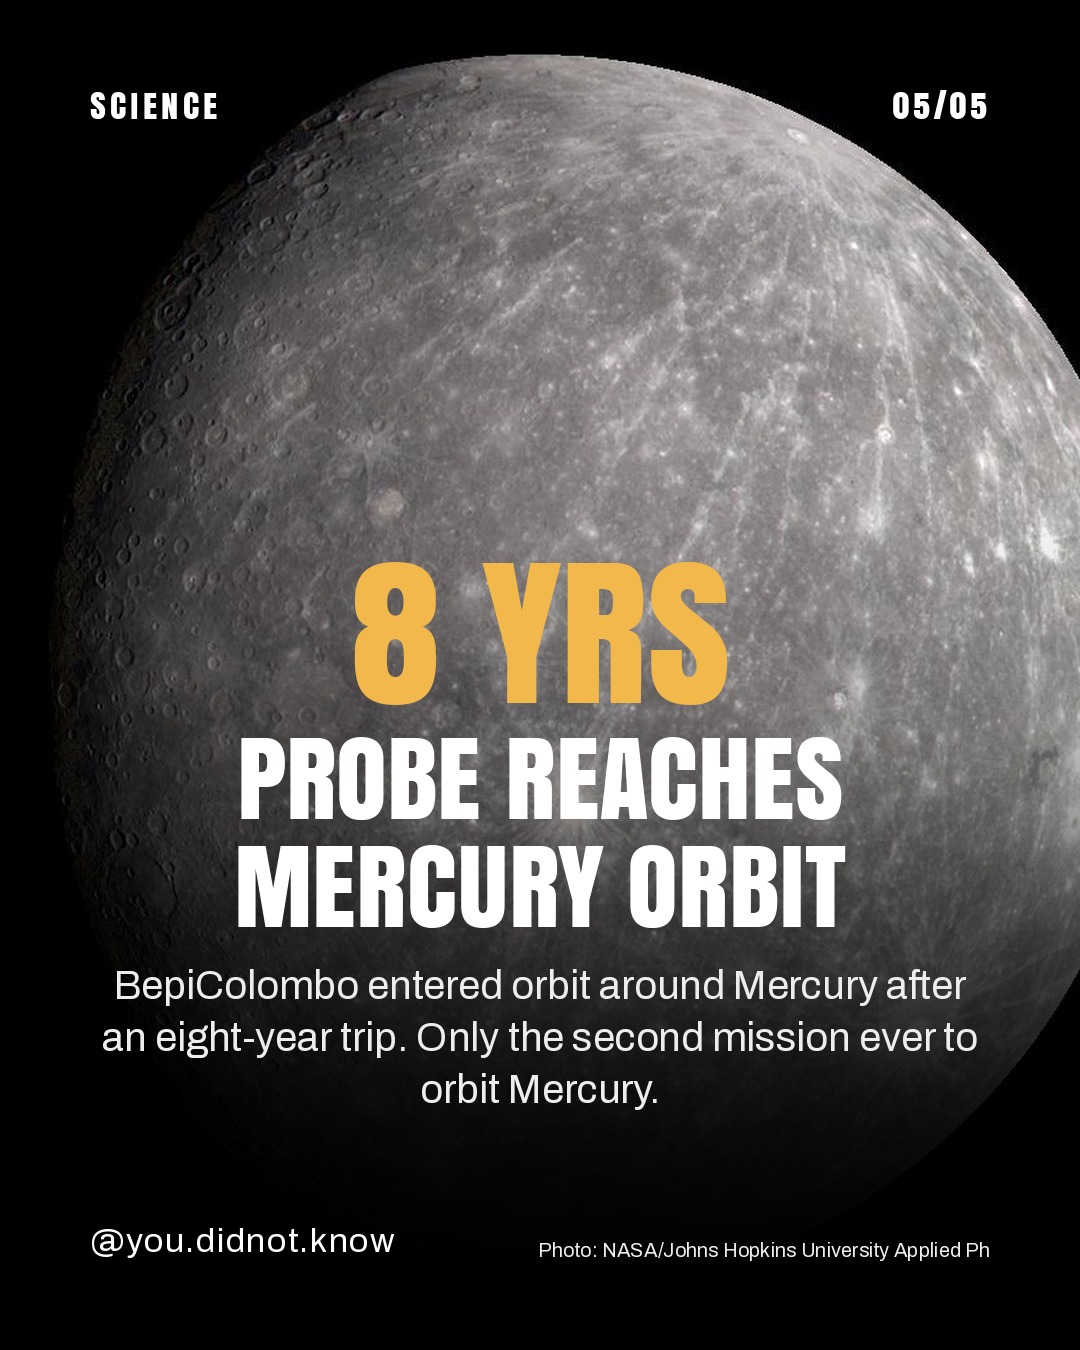 SCIENCE
05/05
8 YRS
PROBE REACHES
MERCURY ORBIT
BepiColombo entered orbit around Mercury after
an eight-year trip. Only the second mission ever to
orbit Mercury.
@you.didnot.know
Photo: NASA/Johns Hopkins University Applied Ph